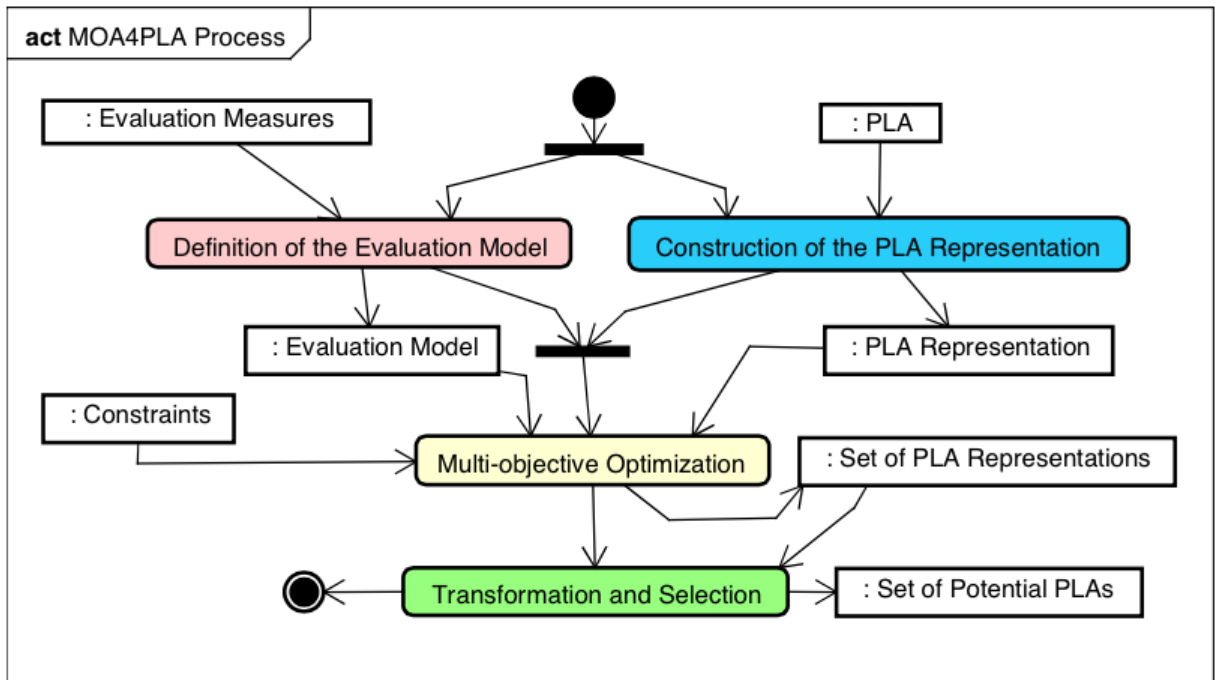 act MOA4PLA Process
: Evaluation Measures
: PLA
Definition of the Evaluation Model
Construction of the PLA Representation
: Evaluation Model
: PLA Representation
: Constraints
Multi-objective Optimization
: Set of PLA Representations
Transformation and Selection
: Set of Potential PLAs